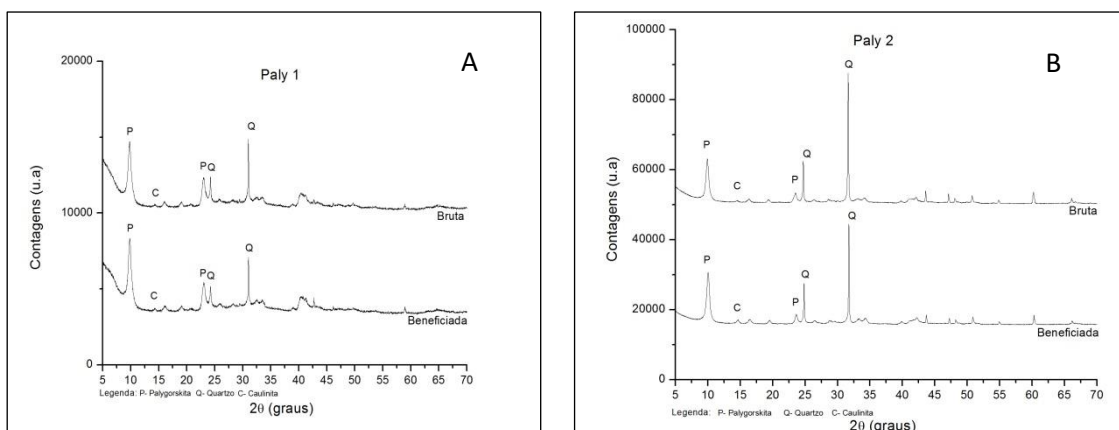 A
Paly 1
20000
10000
0
Contagens (u.a)
P
C
P
Q
Q
Bruta
P
C
P
Q
Q
Beneficiada
5 10 15 20 25 30 35 40 45 50 55 60 65 70
Legenda: P- Palygorskita Q- Quartzo C- Caulinita
2θ (graus)
B
Paly 2
100000
80000
60000
40000
20000
0
Contagens (u.a)
P
C
P
Q
Q
Bruta
P
C
P
Q
Q
Beneficiada
5 10 15 20 25 30 35 40 45 50 55 60 65 70
Legenda: P- Palygorskita Q- Quartzo C- Caulinita
2θ (graus)